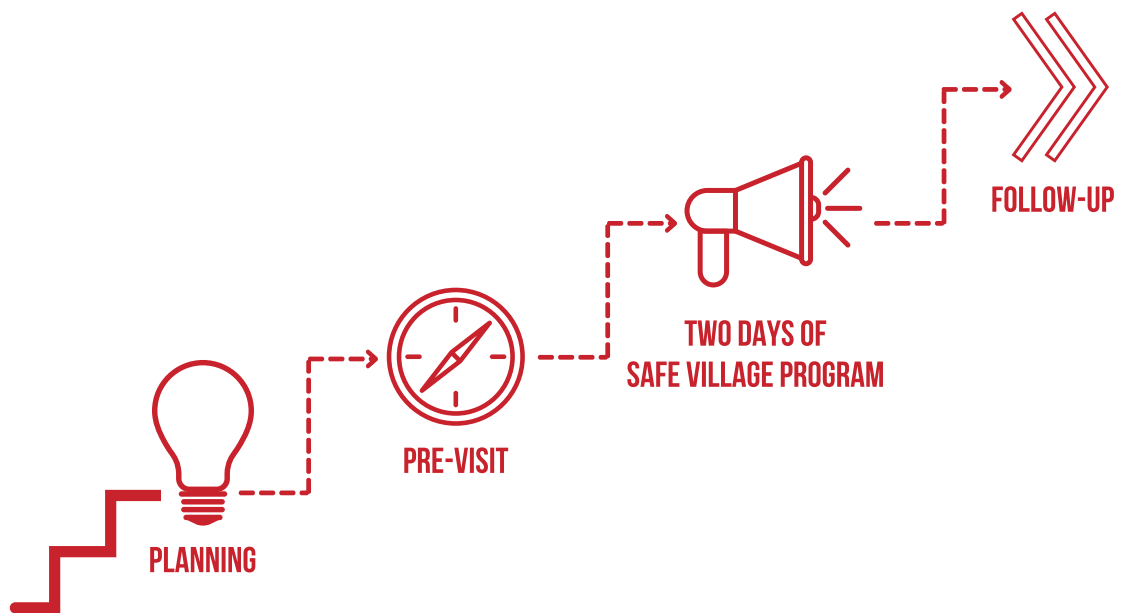 PLANNING
PRE-VISIT
TWO DAYS OF
SAFE VILLAGE PROGRAM
FOLLOW-UP